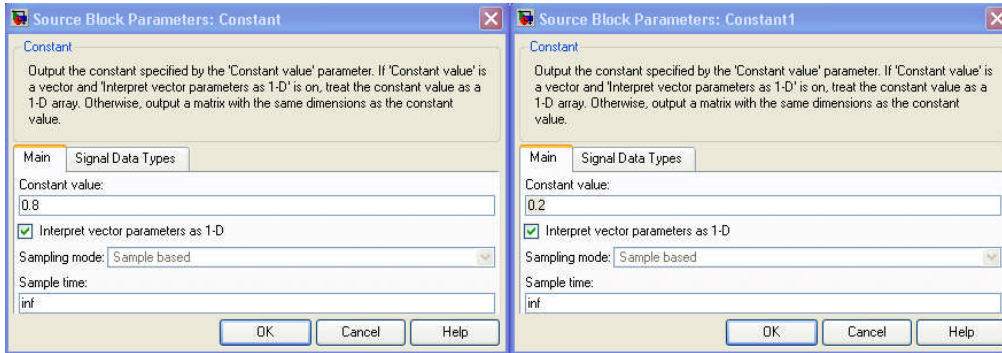 Source Block Parameters: Constant
Constant
Output the constant specified by the 'Constant value' parameter. If 'Constant value' is
a vector and 'Interpret vector parameters as 1-D' is on, treat the constant value as a
1-D array. Otherwise, output a matrix with the same dimensions as the constant
value.
Main
Signal Data Types
Constant value:
0.8
Interpret vector parameters as 1-D
Sampling mode: Sample based
Sample time:
inf
OK
Cancel
Help
Source Block Parameters: Constant1
Constant
Output the constant specified by the 'Constant value' parameter. If 'Constant value' is
a vector and 'Interpret vector parameters as 1-D' is on, treat the constant value as a
1-D array. Otherwise, output a matrix with the same dimensions as the constant
value.
Main
Signal Data Types
Constant value:
0.2
Interpret vector parameters as 1-D
Sampling mode: Sample based
Sample time:
inf
OK
Cancel
Help